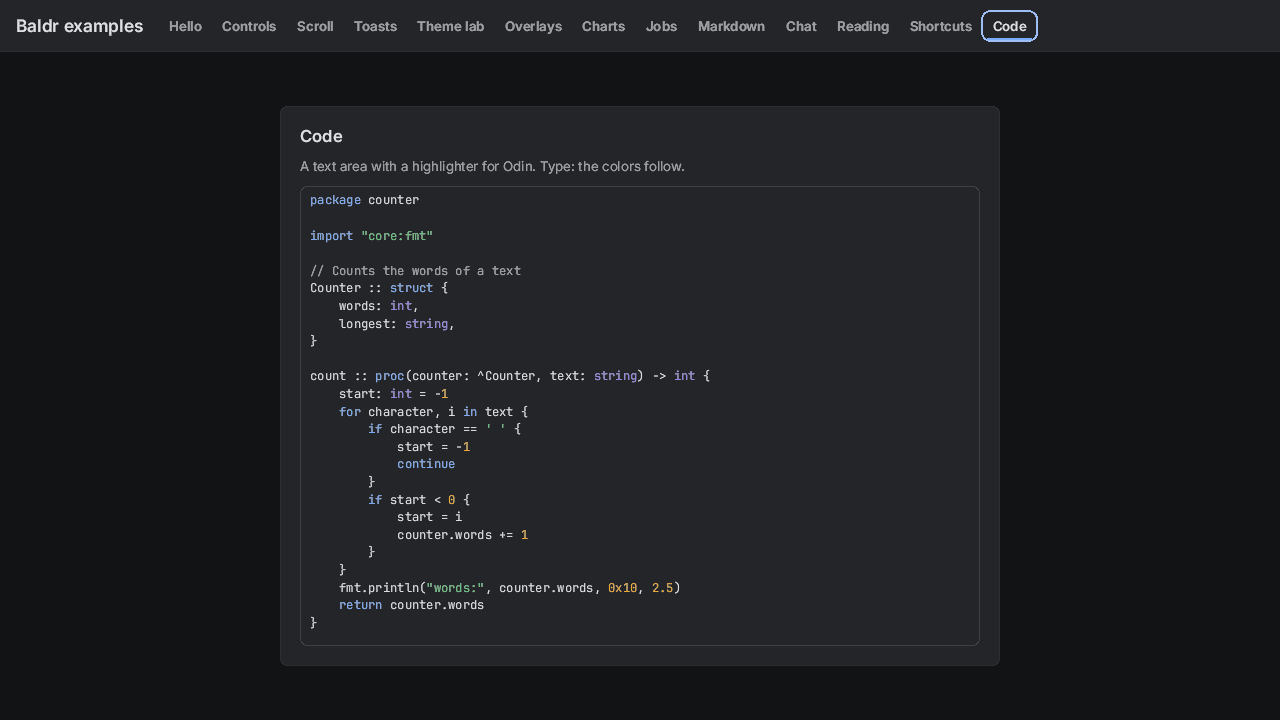 Baldr examples Hello Controls Scroll Toasts Theme lab Overlays Charts Jobs Markdown Chat Reading Shortcuts Code
Code
A text area with a highlighter for Odin. Type: the colors follow.
package counter

import "core:fmt"

// Counts the words of a text
Counter :: struct {
    words: int,
    longest: string,
}

count :: proc(counter: ^Counter, text: string) -> int {
    start: int = -1
    for character, i in text {
        if character == ' ' {
            start = -1
            continue
        }
        if start < 0 {
            start = i
            counter.words += 1
        }
    }
    fmt.println("words:", counter.words, 0x10, 2.5)
    return counter.words
}